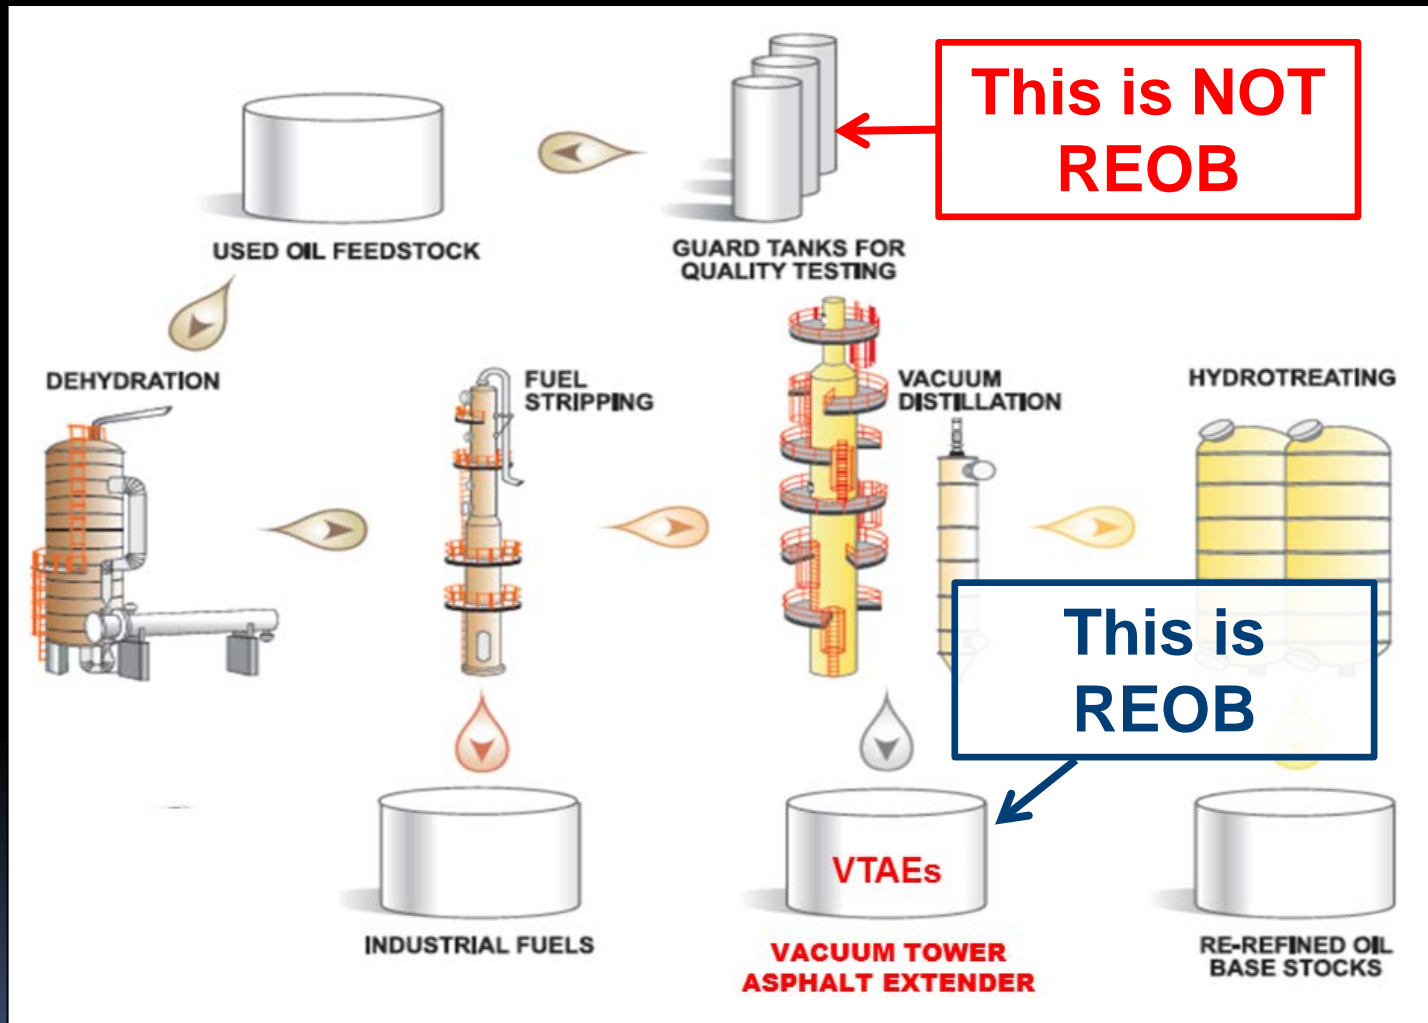 This is NOT
REOB
USED OIL FEEDSTOCK
GUARD TANKS FOR
QUALITY TESTING
DEHYDRATION
FUEL
STRIPPING
VACUUM
DISTILLATION
HYDROTREATING
This is
REOB
VTAEs
INDUSTRIAL FUELS
VACUUM TOWER
ASPHALT EXTENDER
RE-REFINED OIL
BASE STOCKS